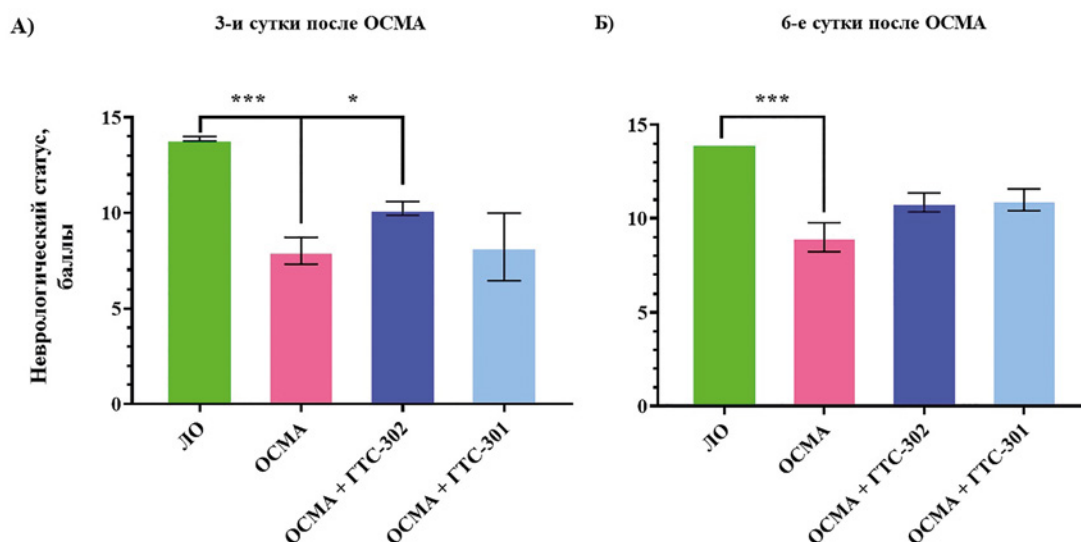 А)
3-и сутки после ОСМА
Б)
6-е сутки после ОСМА
Неврологический статус,
баллы
***
*
15
10
5
0
ЛО
ОСМА
ОСМА + ГТС-302
ОСМА + ГТС-301
***
15
10
5
0
ЛО
ОСМА
ОСМА + ГТС-302
ОСМА + ГТС-301